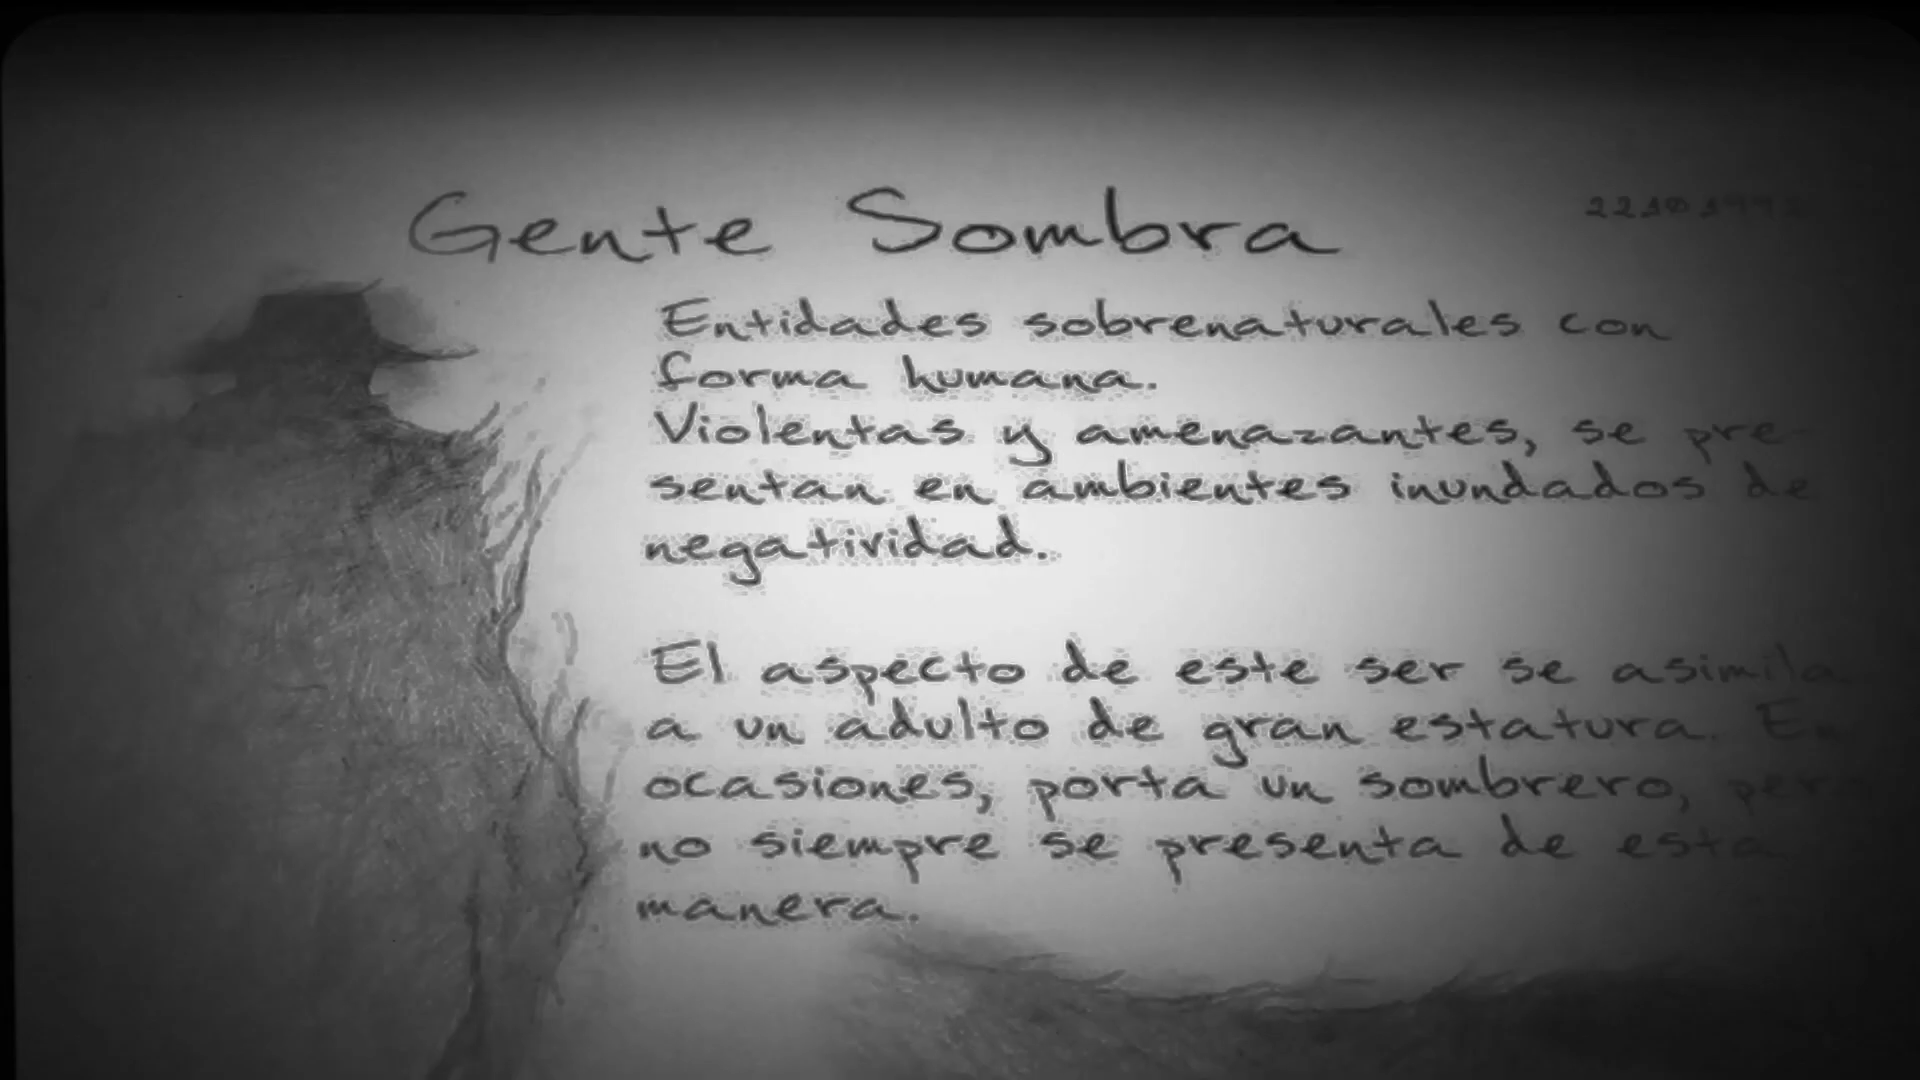 Gente Sombra
Entidades sobrenaturales con
forma humana.
Violentas y amenazantes, se pre-
sentan en ambientes inundados de
negatividad.
El aspecto de este ser se asimila
a un adulto de gran estatura. En
ocasiones, porta un sombrero, pero
no siempre se presenta de esta
manera.